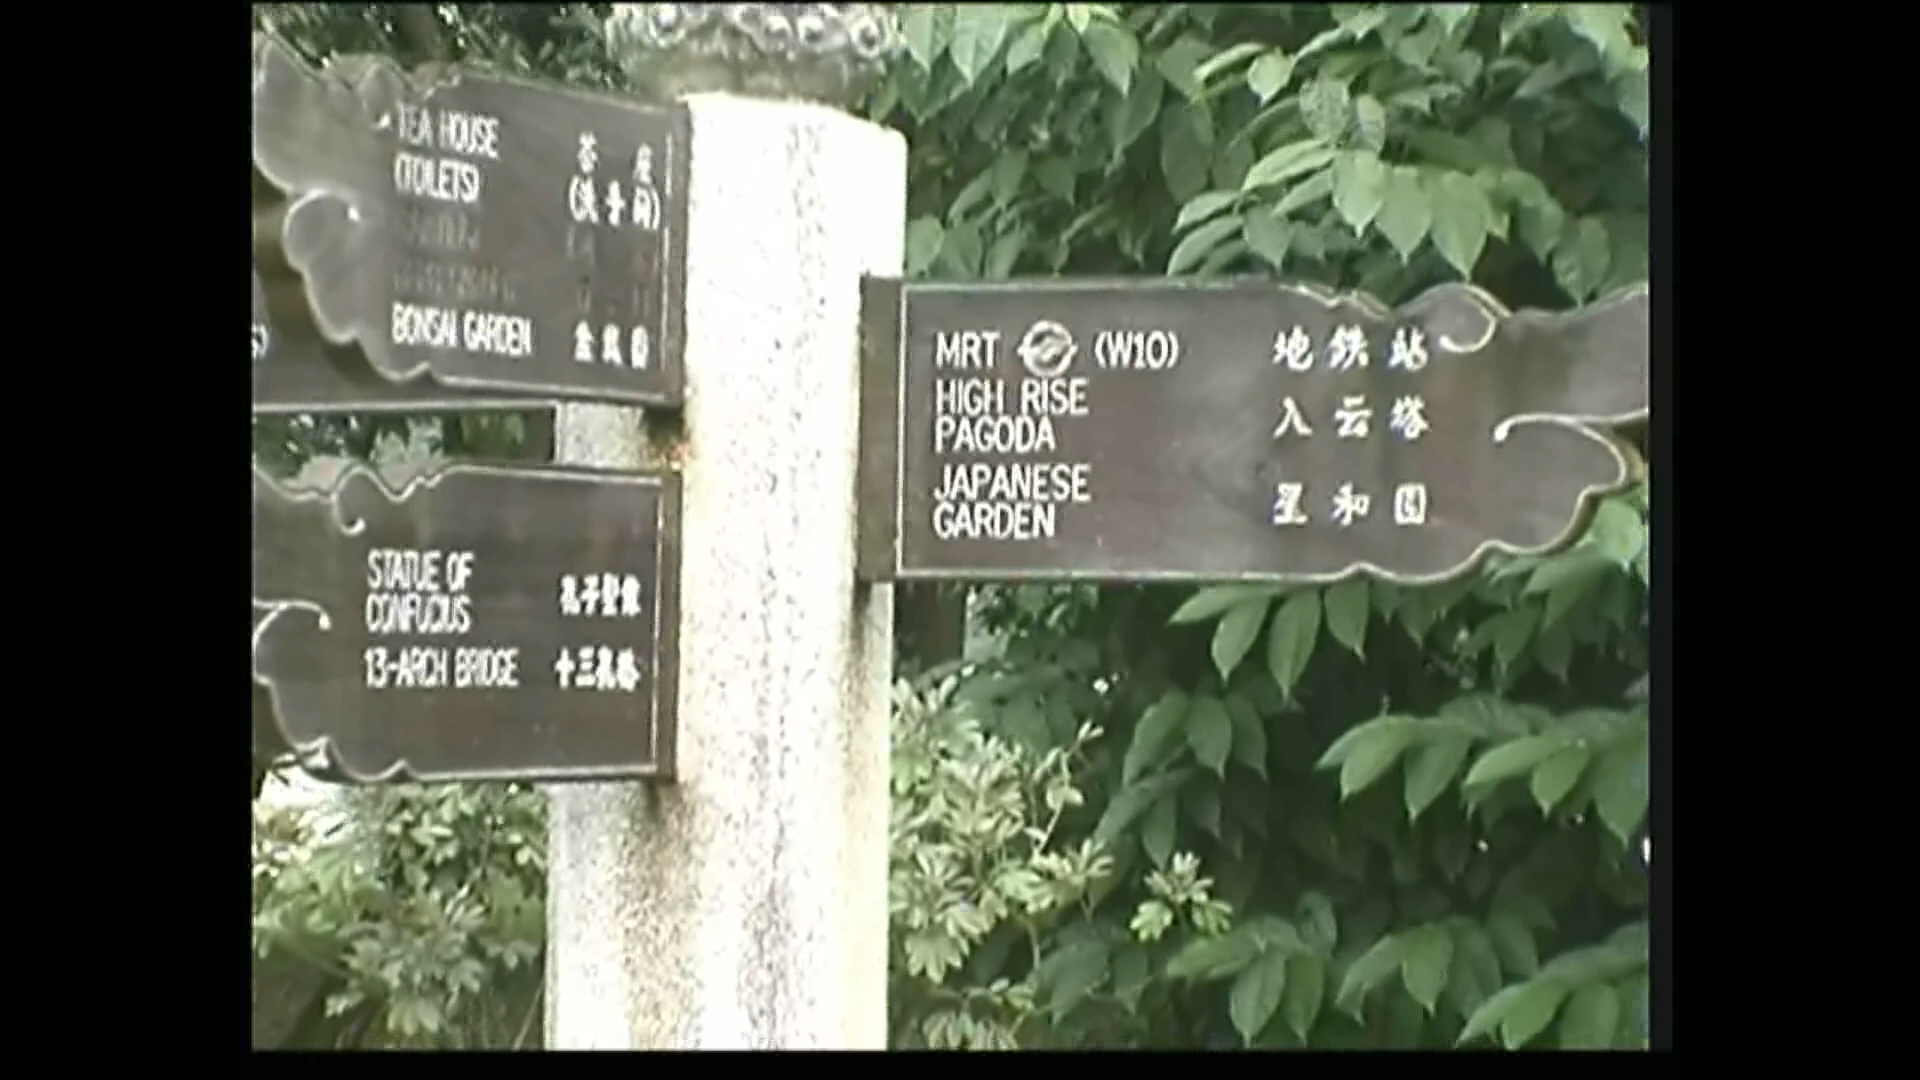 TEA HOUSE 茶 座
(TOILETS) (洗手间)
BONSAI GARDEN 盆栽园
STATUE OF
CONFUCIUS 孔子圣像
13-ARCH BRIDGE 十三孔桥
MRT (W10) 地铁站
HIGH RISE
PAGODA 入云塔
JAPANESE
GARDEN 星和园